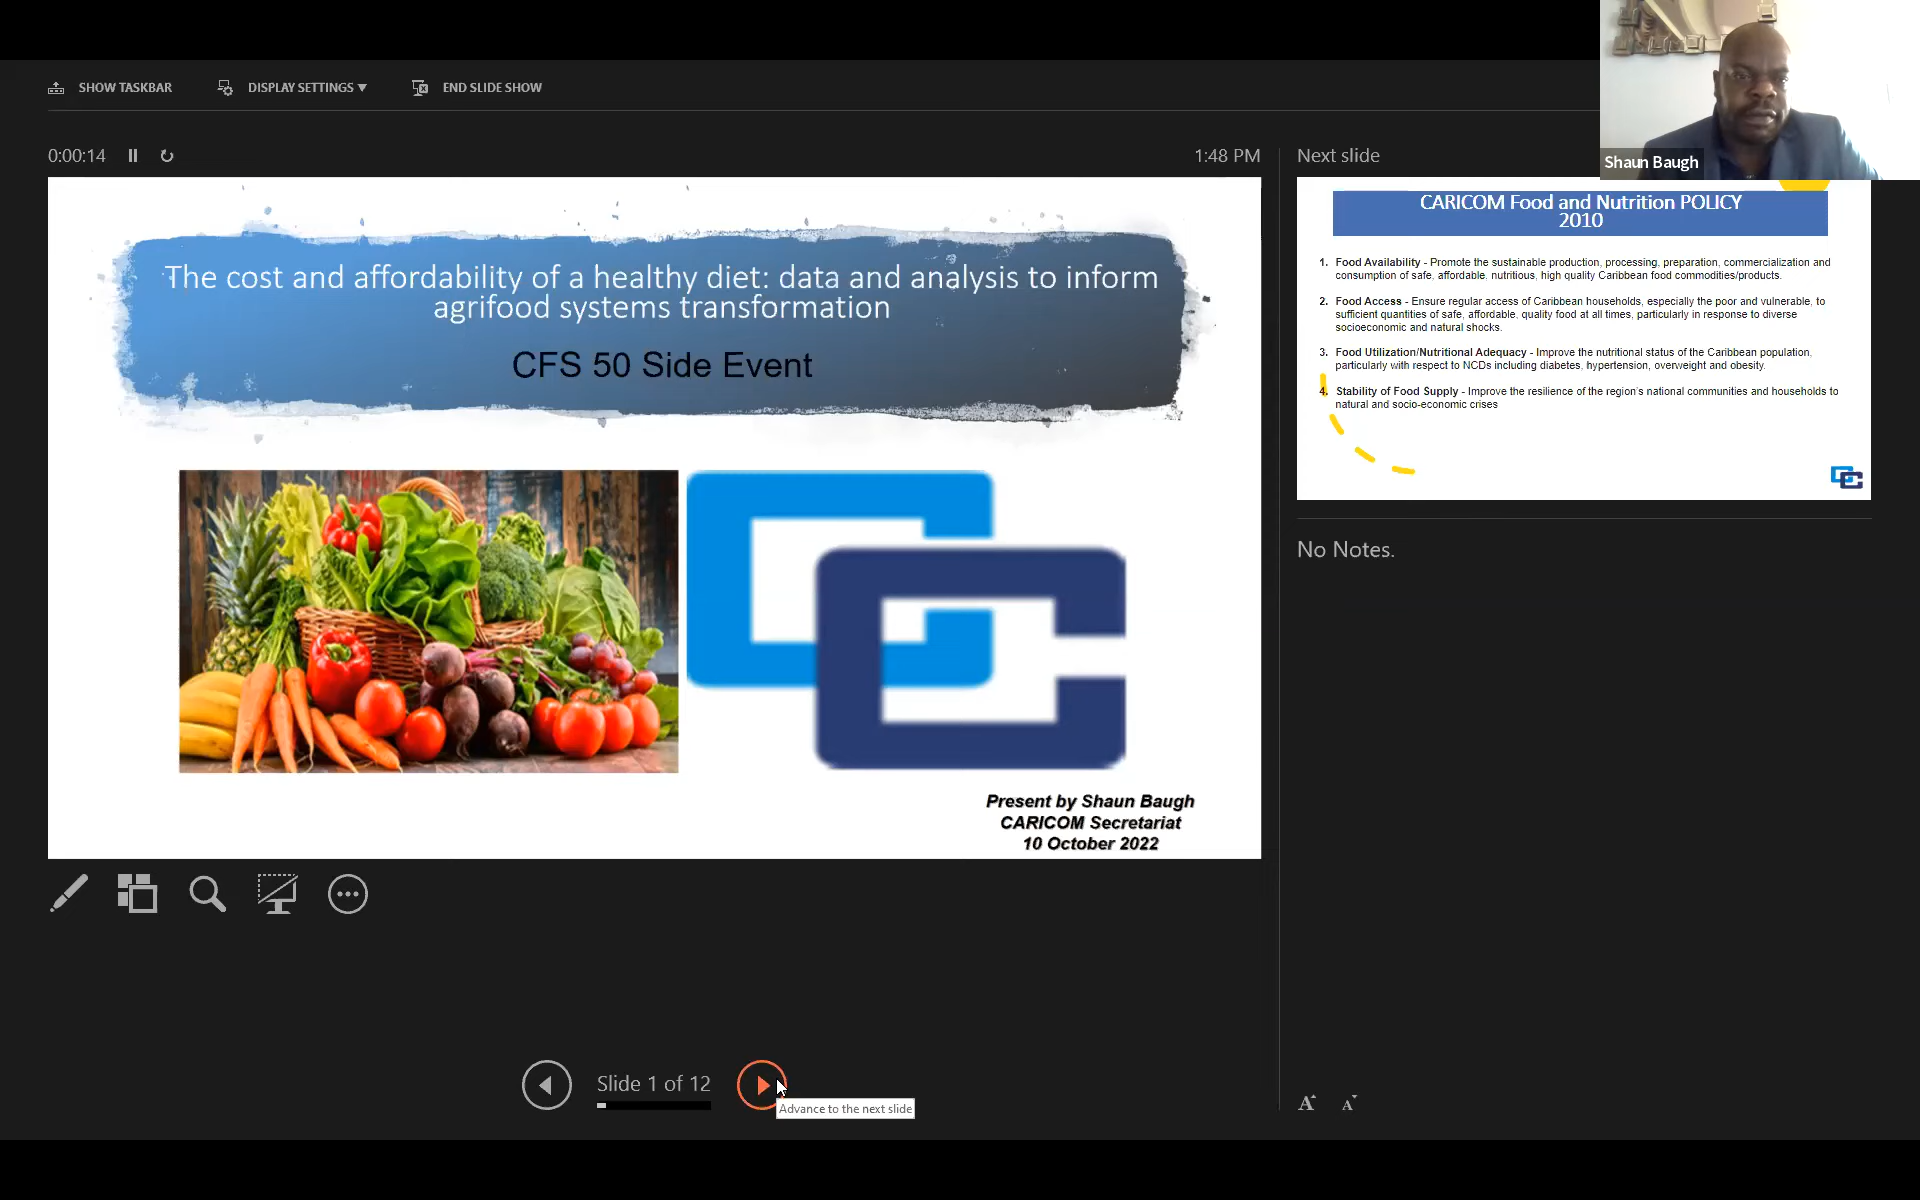 SHOW TASKBAR
DISPLAY SETTINGS ▼
END SLIDE SHOW
0:00:14
1:48 PM
The cost and affordability of a healthy diet: data and analysis to inform
agrifood systems transformation
CFS 50 Side Event
Present by Shaun Baugh
CARICOM Secretariat
10 October 2022
Slide 1 of 12
Advance to the next slide
Next slide
Shaun Baugh
CARICOM Food and Nutrition POLICY
2010
1. Food Availability - Promote the sustainable production, processing, preparation, commercialization and
consumption of safe, affordable, nutritious, high quality Caribbean food commodities/products.
2. Food Access - Ensure regular access of Caribbean households, especially the poor and vulnerable, to
sufficient quantities of safe, affordable, quality food at all times, particularly in response to diverse
socioeconomic and natural shocks.
3. Food Utilization/Nutritional Adequacy - Improve the nutritional status of the Caribbean population,
particularly with respect to NCDs including diabetes, hypertension, overweight and obesity.
4. Stability of Food Supply - Improve the resilience of the region's national communities and households to
natural and socio-economic crises
No Notes.
A A